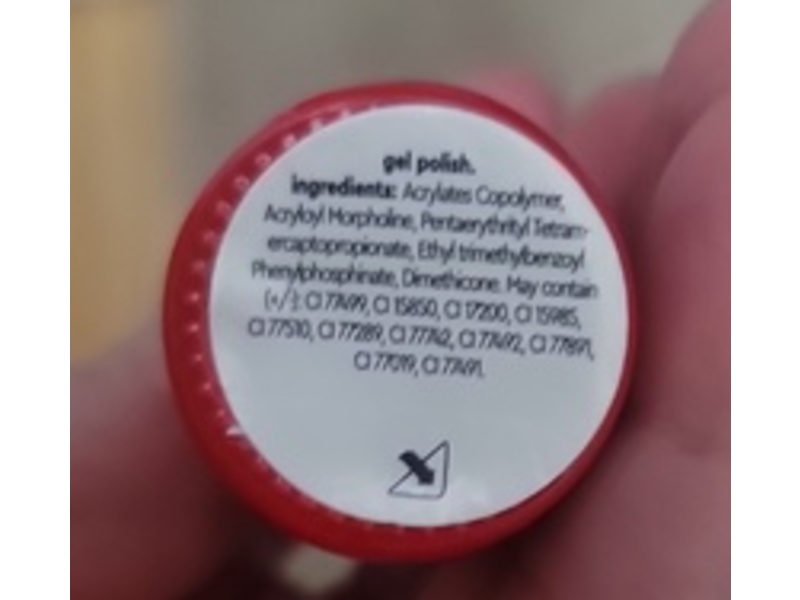 gel polish.
ingredients: Acrylates Copolymer,
Acryloyl Morpholine, Pentaerythrityl Tetram-
ercaptopropionate, Ethyl trimethylbenzoyl
Phenylphosphinate, Dimethicone. May contain
(+/-): CI 77499, CI 15850, CI 17200, CI 15985,
CI 77510, CI 77289, CI 77742, CI 77492, CI 77891,
CI 77019, CI 77491.